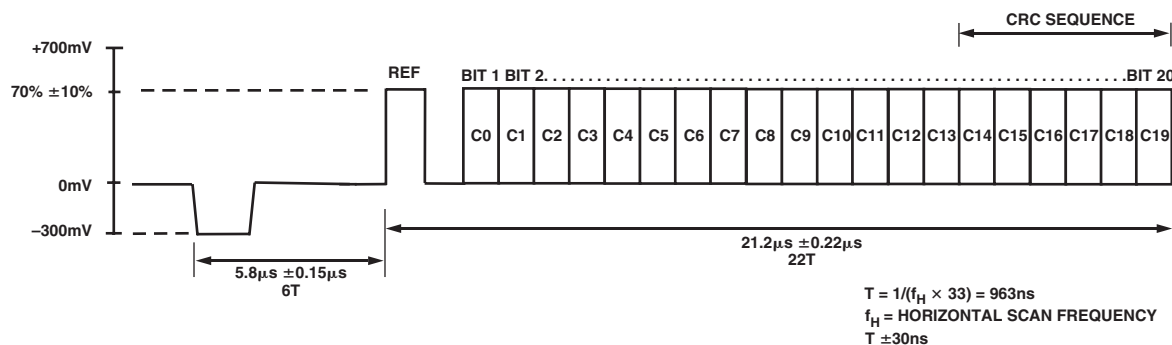 CRC SEQUENCE
+700mV
REF
BIT 1 BIT 2. . . . . . . . . . . . . . . . . . . . . . . . . . . . . . . . . . . . . . . . . . . . . . . . . . . . . . . . . . . . . . . . . . . . . . BIT 20
70% ±10%
C0 C1 C2 C3 C4 C5 C6 C7 C8 C9 C10 C11 C12 C13 C14 C15 C16 C17 C18 C19
0mV
–300mV
21.2μs ±0.22μs
22T
5.8μs ±0.15μs
6T
T = 1/(fH × 33) = 963ns
fH = HORIZONTAL SCAN FREQUENCY
T ±30ns